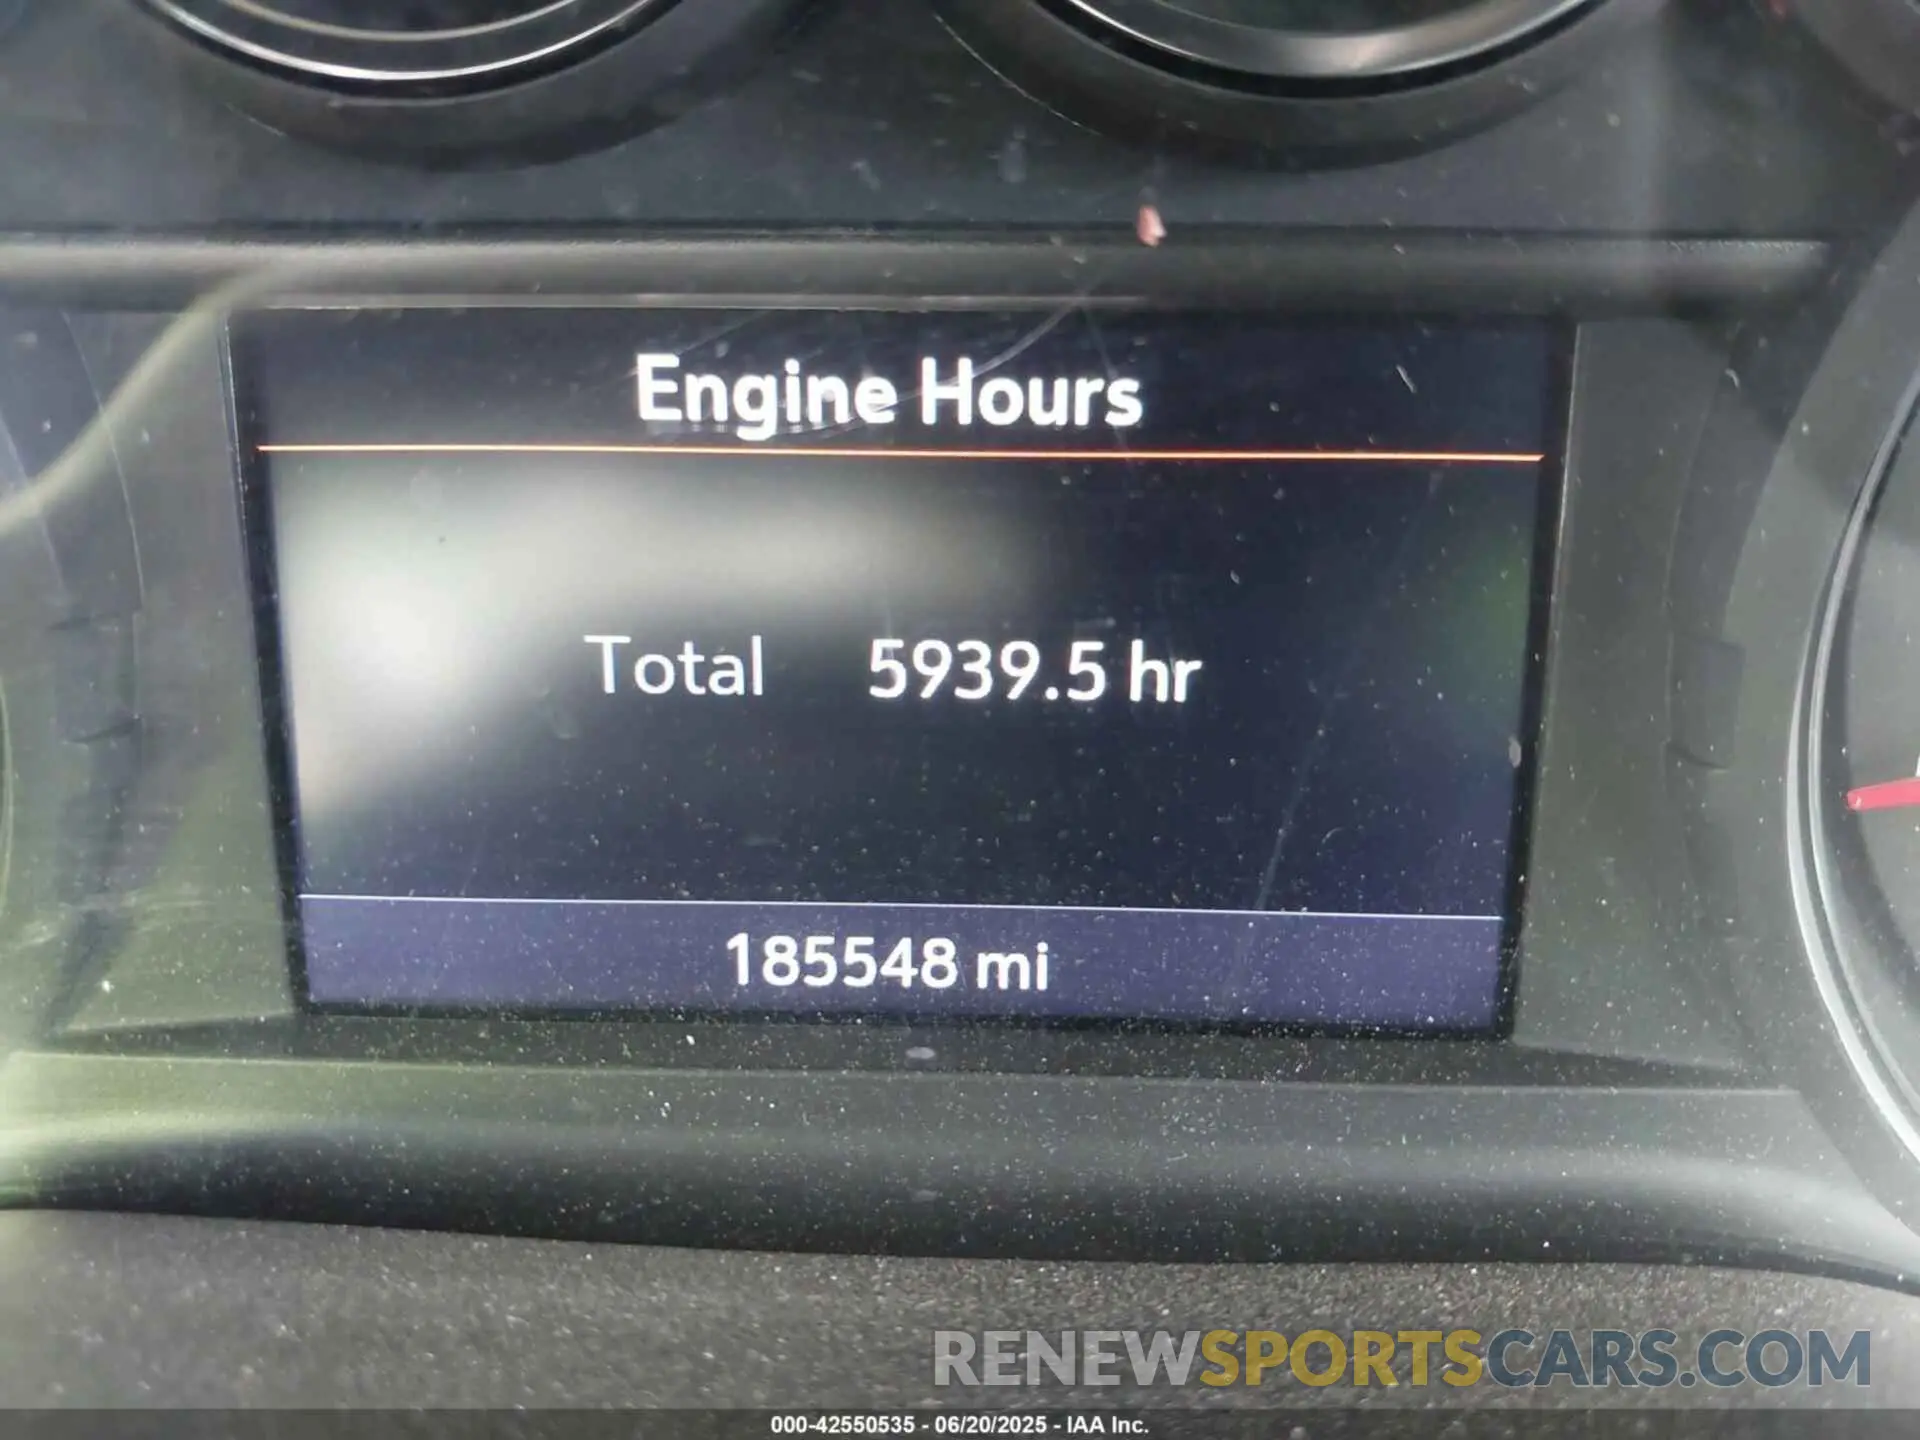 Engine Hours
Total 5939.5 hr
185548 mi
RENEWSPORTSCARS.COM
000-42550535 - 06/20/2025 - IAA Inc.